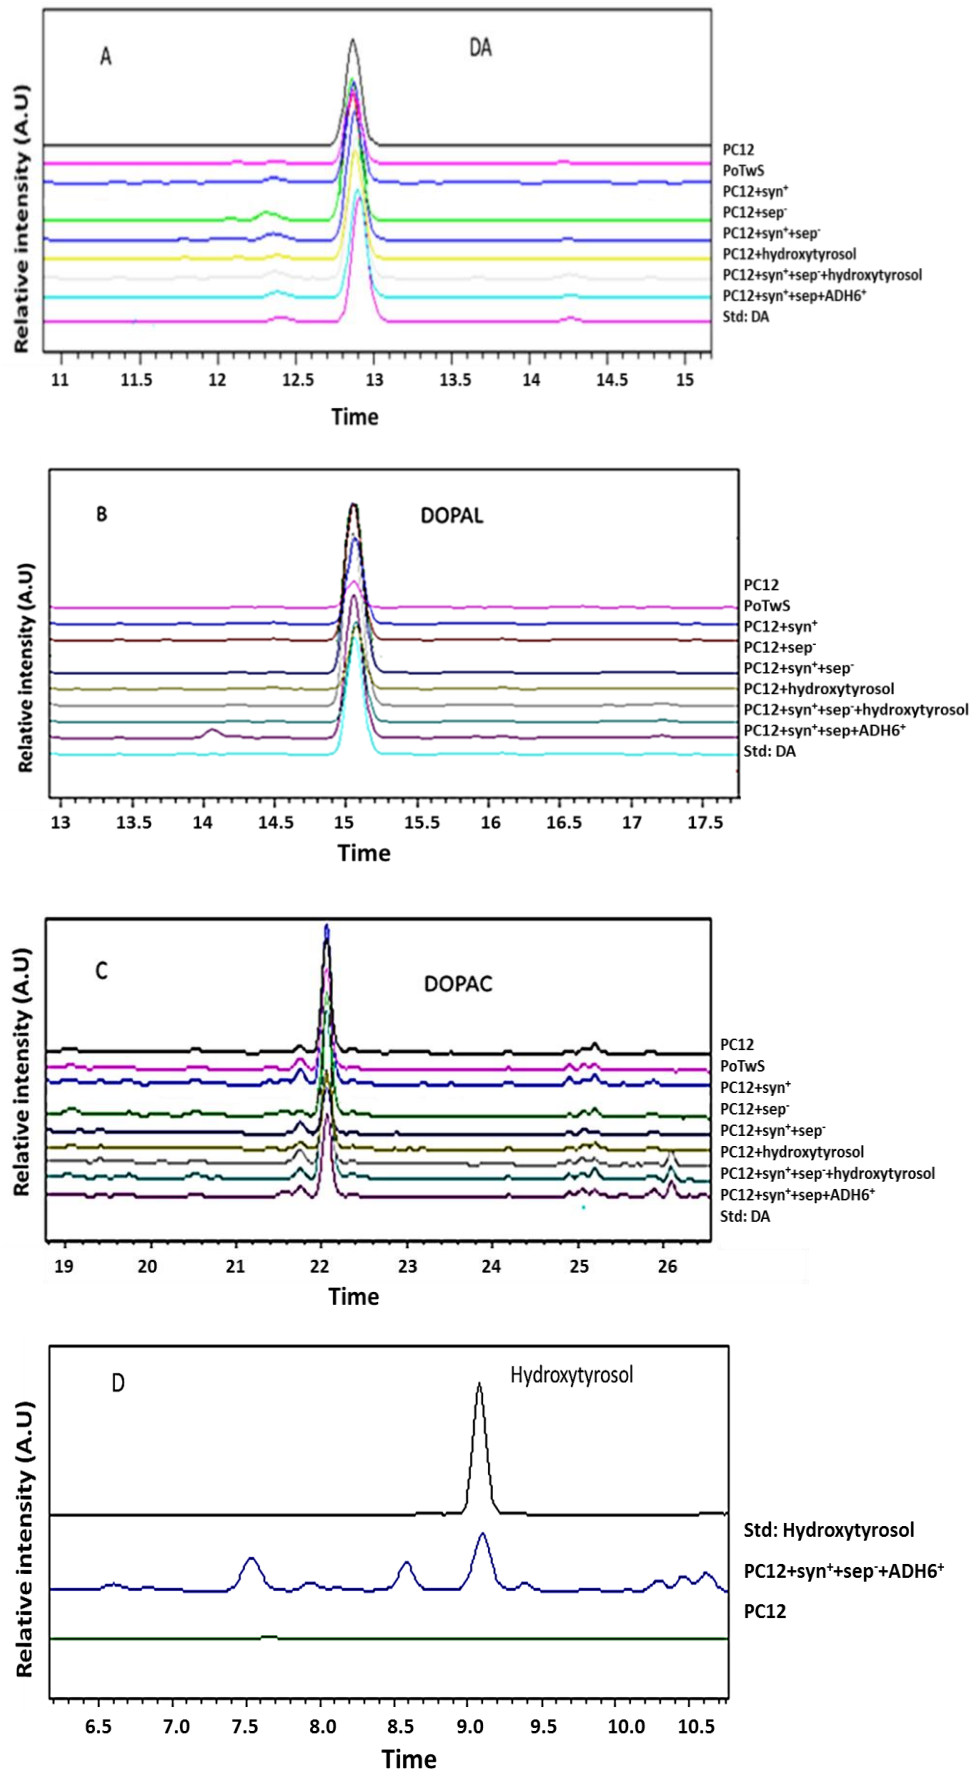 A
DA
Relative intensity (A.U)
PC12
PoTwS
PC12+syn⁺
PC12+sep⁻
PC12+syn⁺+sep⁻
PC12+hydroxytyrosol
PC12+syn⁺+sep⁻+hydroxytyrosol
PC12+syn⁺+sep+ADH6⁺
Std: DA
11 11.5 12 12.5 13 13.5 14 14.5 15
Time
B
DOPAL
Relative intensity (A.U)
PC12
PoTwS
PC12+syn⁺
PC12+sep⁻
PC12+syn⁺+sep⁻
PC12+hydroxytyrosol
PC12+syn⁺+sep⁻+hydroxytyrosol
PC12+syn⁺+sep+ADH6⁺
Std: DA
13 13.5 14 14.5 15 15.5 16 16.5 17 17.5
Time
C
DOPAC
Relative intensity (A.U)
PC12
PoTwS
PC12+syn⁺
PC12+sep⁻
PC12+syn⁺+sep⁻
PC12+hydroxytyrosol
PC12+syn⁺+sep⁻+hydroxytyrosol
PC12+syn⁺+sep+ADH6⁺
Std: DA
19 20 21 22 23 24 25 26
Time
D
Hydroxytyrosol
Relative intensity (A.U)
Std: Hydroxytyrosol
PC12+syn⁺+sep⁻+ADH6⁺
PC12
6.5 7.0 7.5 8.0 8.5 9.0 9.5 10.0 10.5
Time